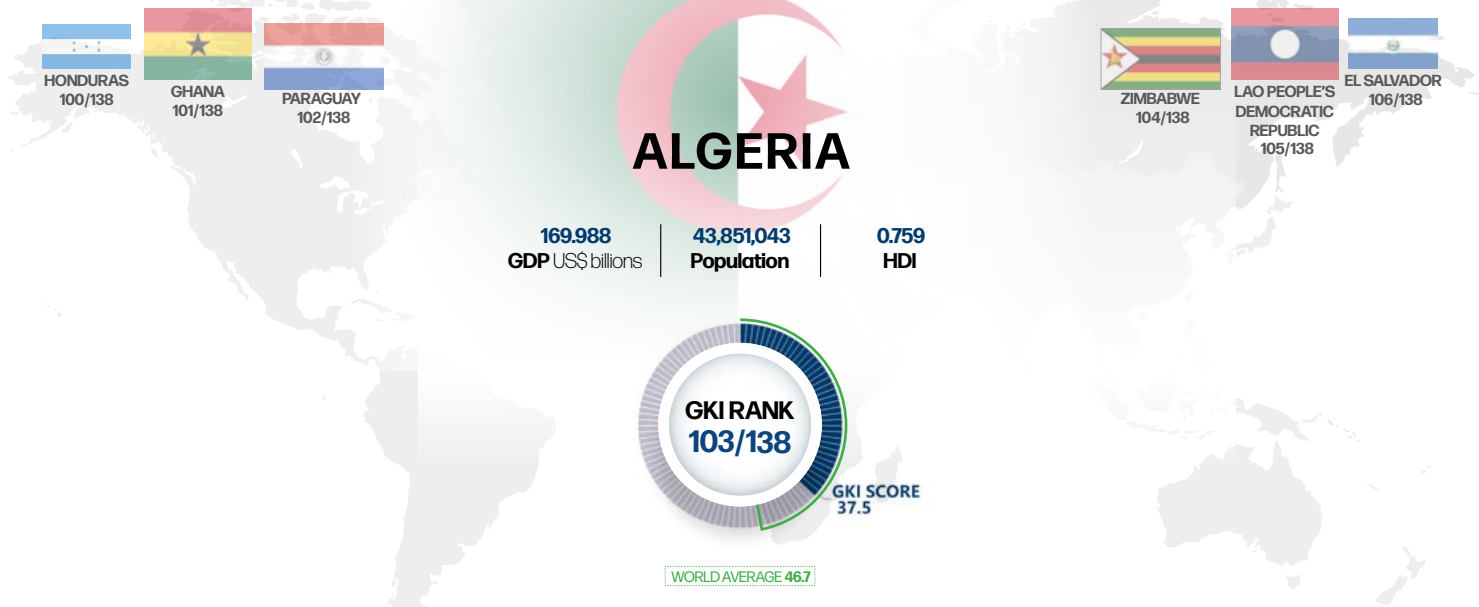 HONDURAS
100/138
GHANA
101/138
PARAGUAY
102/138
ZIMBABWE
104/138
LAO PEOPLE'S
DEMOCRATIC
REPUBLIC
105/138
EL SALVADOR
106/138
ALGERIA
169.988
GDP US$ billions
43,851,043
Population
0.759
HDI
GKI RANK
103/138
GKI SCORE
37.5
WORLD AVERAGE 46.7